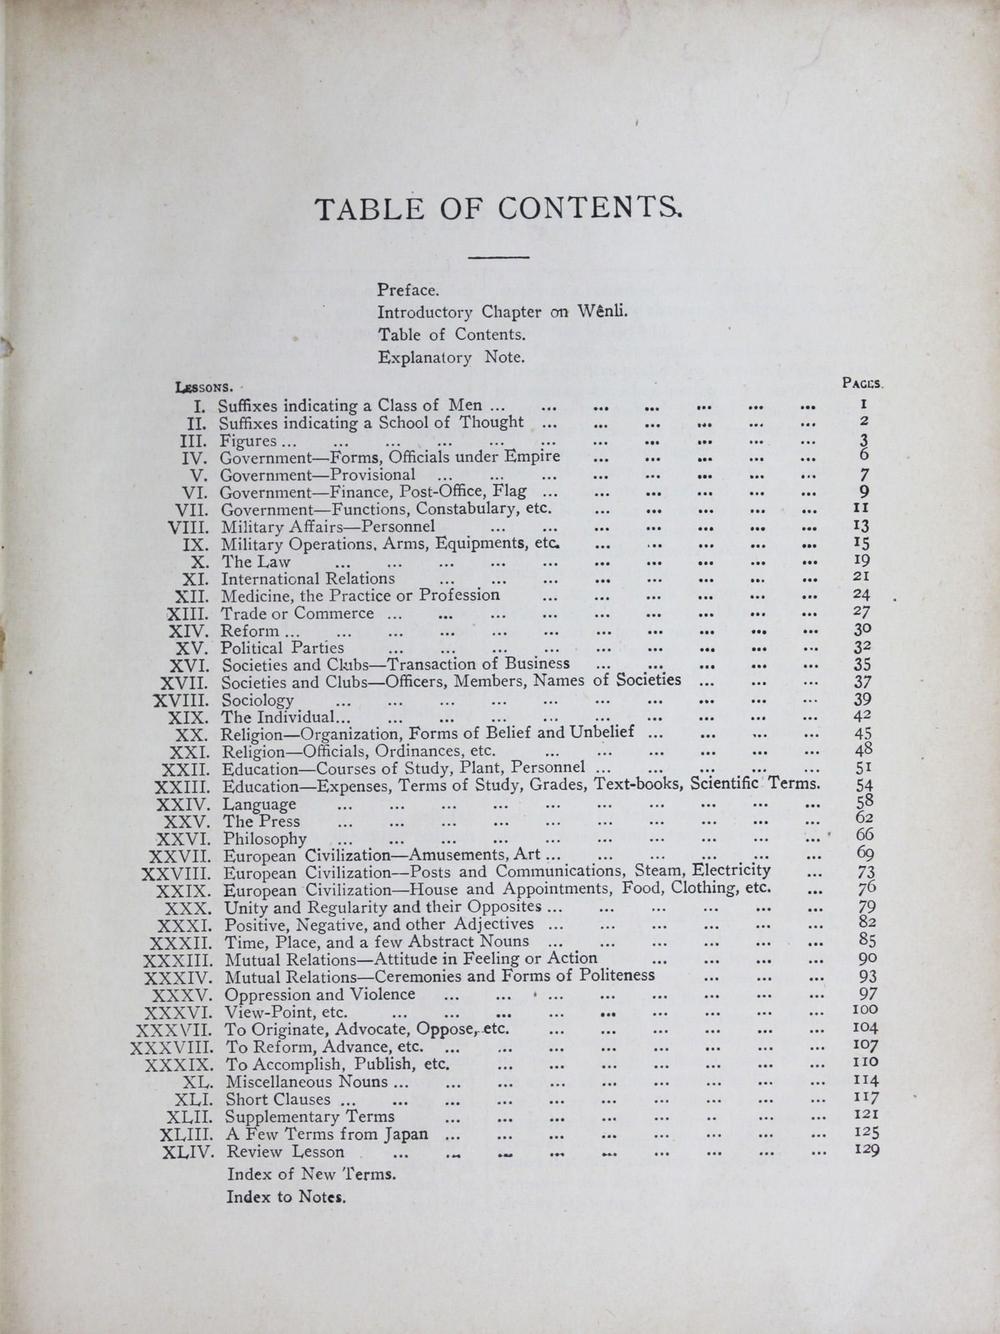 TABLE OF CONTENTS.
Preface.
Introductory Chapter on Wênli.
Table of Contents.
Explanatory Note.
Lessons. Pages.
I. Suffixes indicating a Class of Men ... ... ... ... ... ... ... 1
II. Suffixes indicating a School of Thought ... ... ... ... ... ... 2
III. Figures ... ... ... ... ... ... ... ... ... ... ... 3
IV. Government—Forms, Officials under Empire ... ... ... ... ... 6
V. Government—Provisional ... ... ... ... ... ... ... ... 7
VI. Government—Finance, Post-Office, Flag ... ... ... ... ... ... 9
VII. Government—Functions, Constabulary, etc. ... ... ... ... ... 11
VIII. Military Affairs—Personnel ... ... ... ... ... ... ... 13
IX. Military Operations, Arms, Equipments, etc. ... ... ... ... ... 15
X. The Law ... ... ... ... ... ... ... ... ... ... 19
XI. International Relations ... ... ... ... ... ... ... ... 21
XII. Medicine, the Practice or Profession ... ... ... ... ... ... 24
XIII. Trade or Commerce ... ... ... ... ... ... ... ... ... 27
XIV. Reform ... ... ... ... ... ... ... ... ... ... ... 30
XV. Political Parties ... ... ... ... ... ... ... ... ... 32
XVI. Societies and Clubs—Transaction of Business ... ... ... ... ... 35
XVII. Societies and Clubs—Officers, Members, Names of Societies ... ... ... 37
XVIII. Sociology ... ... ... ... ... ... ... ... ... ... 39
XIX. The Individual... ... ... ... ... ... ... ... ... ... 42
XX. Religion—Organization, Forms of Belief and Unbelief ... ... ... ... 45
XXI. Religion—Officials, Ordinances, etc. ... ... ... ... ... ... 48
XXII. Education—Courses of Study, Plant, Personnel ... ... ... ... ... 51
XXIII. Education—Expenses, Terms of Study, Grades, Text-books, Scientific Terms. 54
XXIV. Language ... ... ... ... ... ... ... ... ... ... 58
XXV. The Press ... ... ... ... ... ... ... ... ... ... 62
XXVI. Philosophy ... ... ... ... ... ... ... ... ... ... 66
XXVII. European Civilization—Amusements, Art ... ... ... ... ... ... 69
XXVIII. European Civilization—Posts and Communications, Steam, Electricity ... 73
XXIX. European Civilization—House and Appointments, Food, Clothing, etc. ... 76
XXX. Unity and Regularity and their Opposites ... ... ... ... ... ... 79
XXXI. Positive, Negative, and other Adjectives ... ... ... ... ... ... 82
XXXII. Time, Place, and a few Abstract Nouns ... ... ... ... ... ... 85
XXXIII. Mutual Relations—Attitude in Feeling or Action ... ... ... ... 90
XXXIV. Mutual Relations—Ceremonies and Forms of Politeness ... ... ... 93
XXXV. Oppression and Violence ... ... ... ... ... ... ... ... 97
XXXVI. View-Point, etc. ... ... ... ... ... ... ... ... ... 100
XXXVII. To Originate, Advocate, Oppose, etc. ... ... ... ... ... ... 104
XXXVIII. To Reform, Advance, etc. ... ... ... ... ... ... ... ... 107
XXXIX. To Accomplish, Publish, etc. ... ... ... ... ... ... ... 110
XL. Miscellaneous Nouns ... ... ... ... ... ... ... ... ... 114
XLI. Short Clauses ... ... ... ... ... ... ... ... ... ... 117
XLII. Supplementary Terms ... ... ... ... ... .. ... ... 121
XLIII. A Few Terms from Japan ... ... ... ... ... ... ... ... 125
XLIV. Review Lesson ... ... ... ... ... ... ... ... ... 129
Index of New Terms.
Index to Notes.